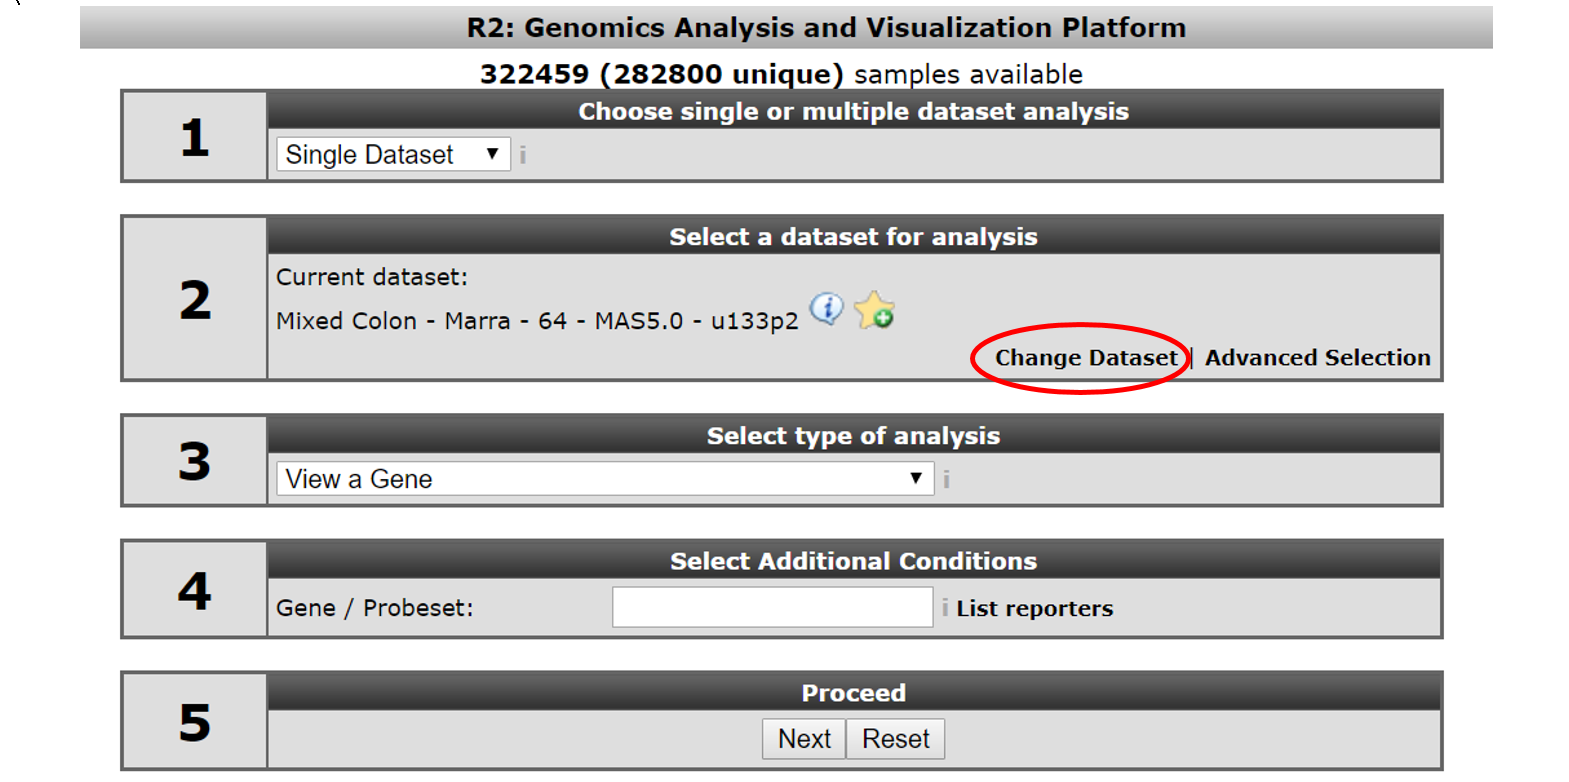 R2: Genomics Analysis and Visualization Platform
322459 (282800 unique) samples available
1
Choose single or multiple dataset analysis
Single Dataset ▼ i
2
Select a dataset for analysis
Current dataset:
Mixed Colon - Marra - 64 - MAS5.0 - u133p2
Change Dataset | Advanced Selection
3
Select type of analysis
View a Gene ▼ i
4
Select Additional Conditions
Gene / Probeset: i List reporters
5
Proceed
Next Reset